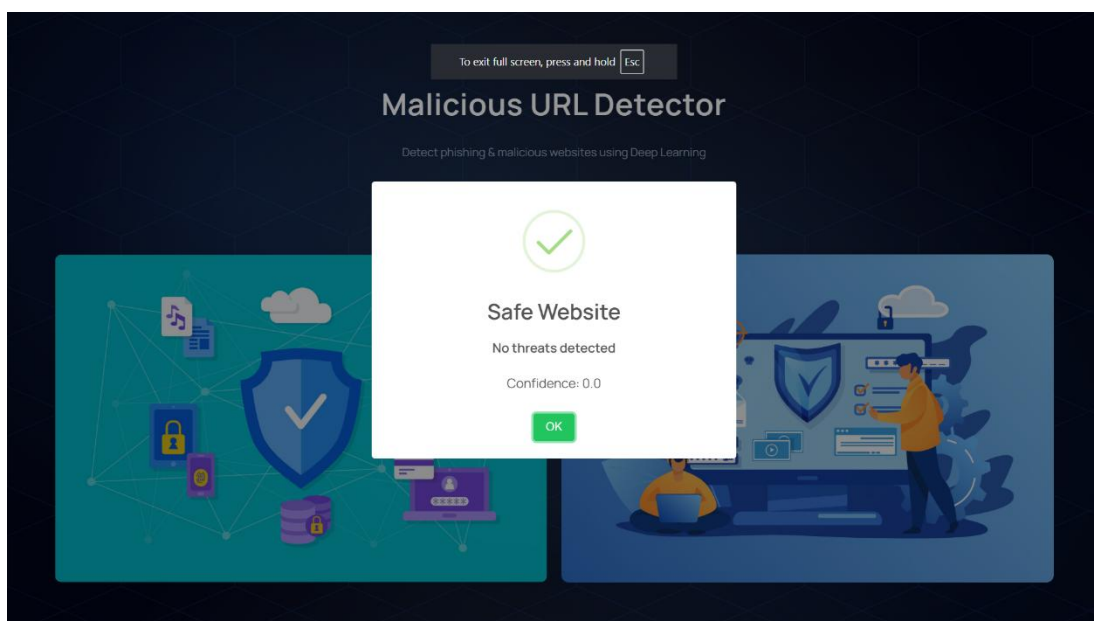 To exit full screen, press and hold Esc
Malicious URL Detector
Detect phishing & malicious websites using Deep Learning
Safe Website
No threats detected
Confidence: 0.0
OK